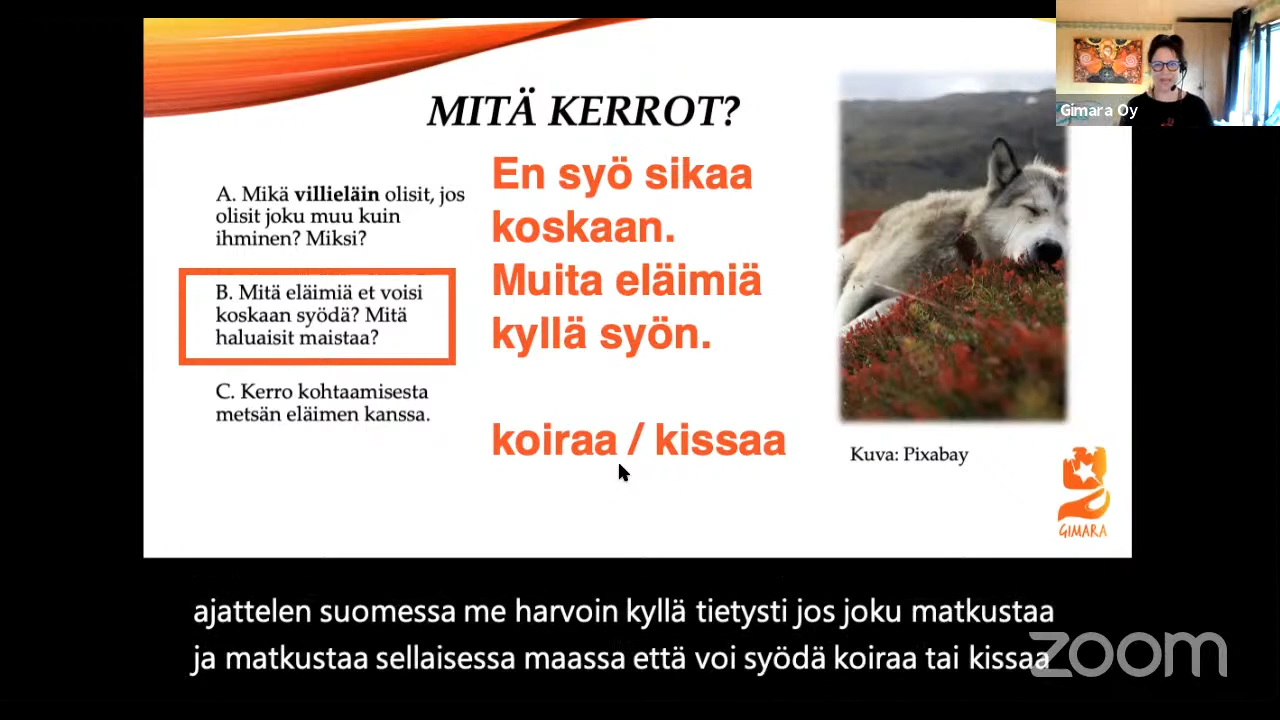 Gimara Oy
MITÄ KERROT?
A. Mikä villieläin olisit, jos
olisit joku muu kuin
ihminen? Miksi?
B. Mitä eläimiä et voisi
koskaan syödä? Mitä
haluaisit maistaa?
C. Kerro kohtaamisesta
metsän eläimen kanssa.
En syö sikaa
koskaan.
Muita eläimiä
kyllä syön.
koiraa / kissaa
Kuva: Pixabay
GIMARA
ajattelen suomessa me harvoin kyllä tietysti jos joku matkustaa
ja matkustaa sellaisessa maassa että voi syödä koiraa tai kissaa
zoom